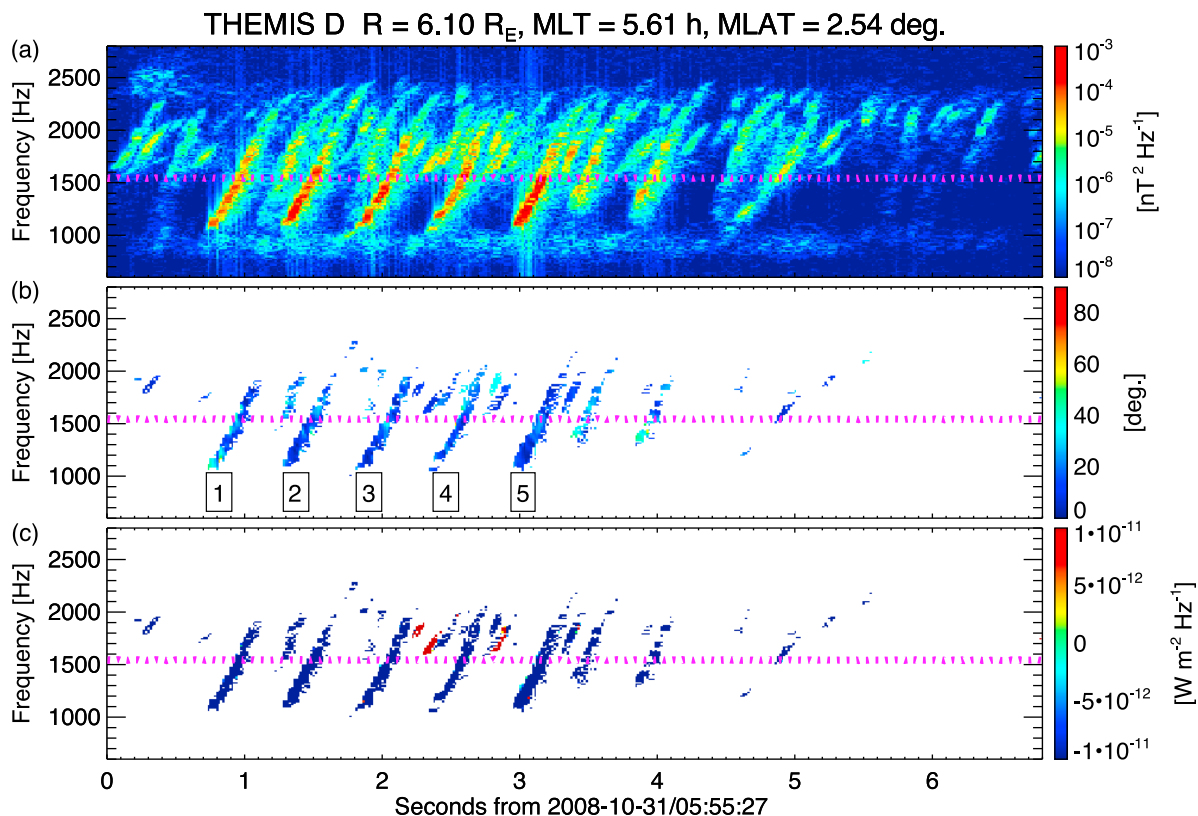 THEMIS D R = 6.10 R_E, MLT = 5.61 h, MLAT = 2.54 deg.
(a)
Frequency [Hz]
2500
2000
1500
1000
10⁻³
10⁻⁴
10⁻⁵
10⁻⁶
10⁻⁷
10⁻⁸
[nT² Hz⁻¹]
(b)
Frequency [Hz]
2500
2000
1500
1000
1 2 3 4 5
80
60
40
20
0
[deg.]
(c)
Frequency [Hz]
2500
2000
1500
1000
1•10⁻¹¹
5•10⁻¹²
0
-5•10⁻¹²
-1•10⁻¹¹
[W m⁻² Hz⁻¹]
0 1 2 3 4 5 6
Seconds from 2008-10-31/05:55:27